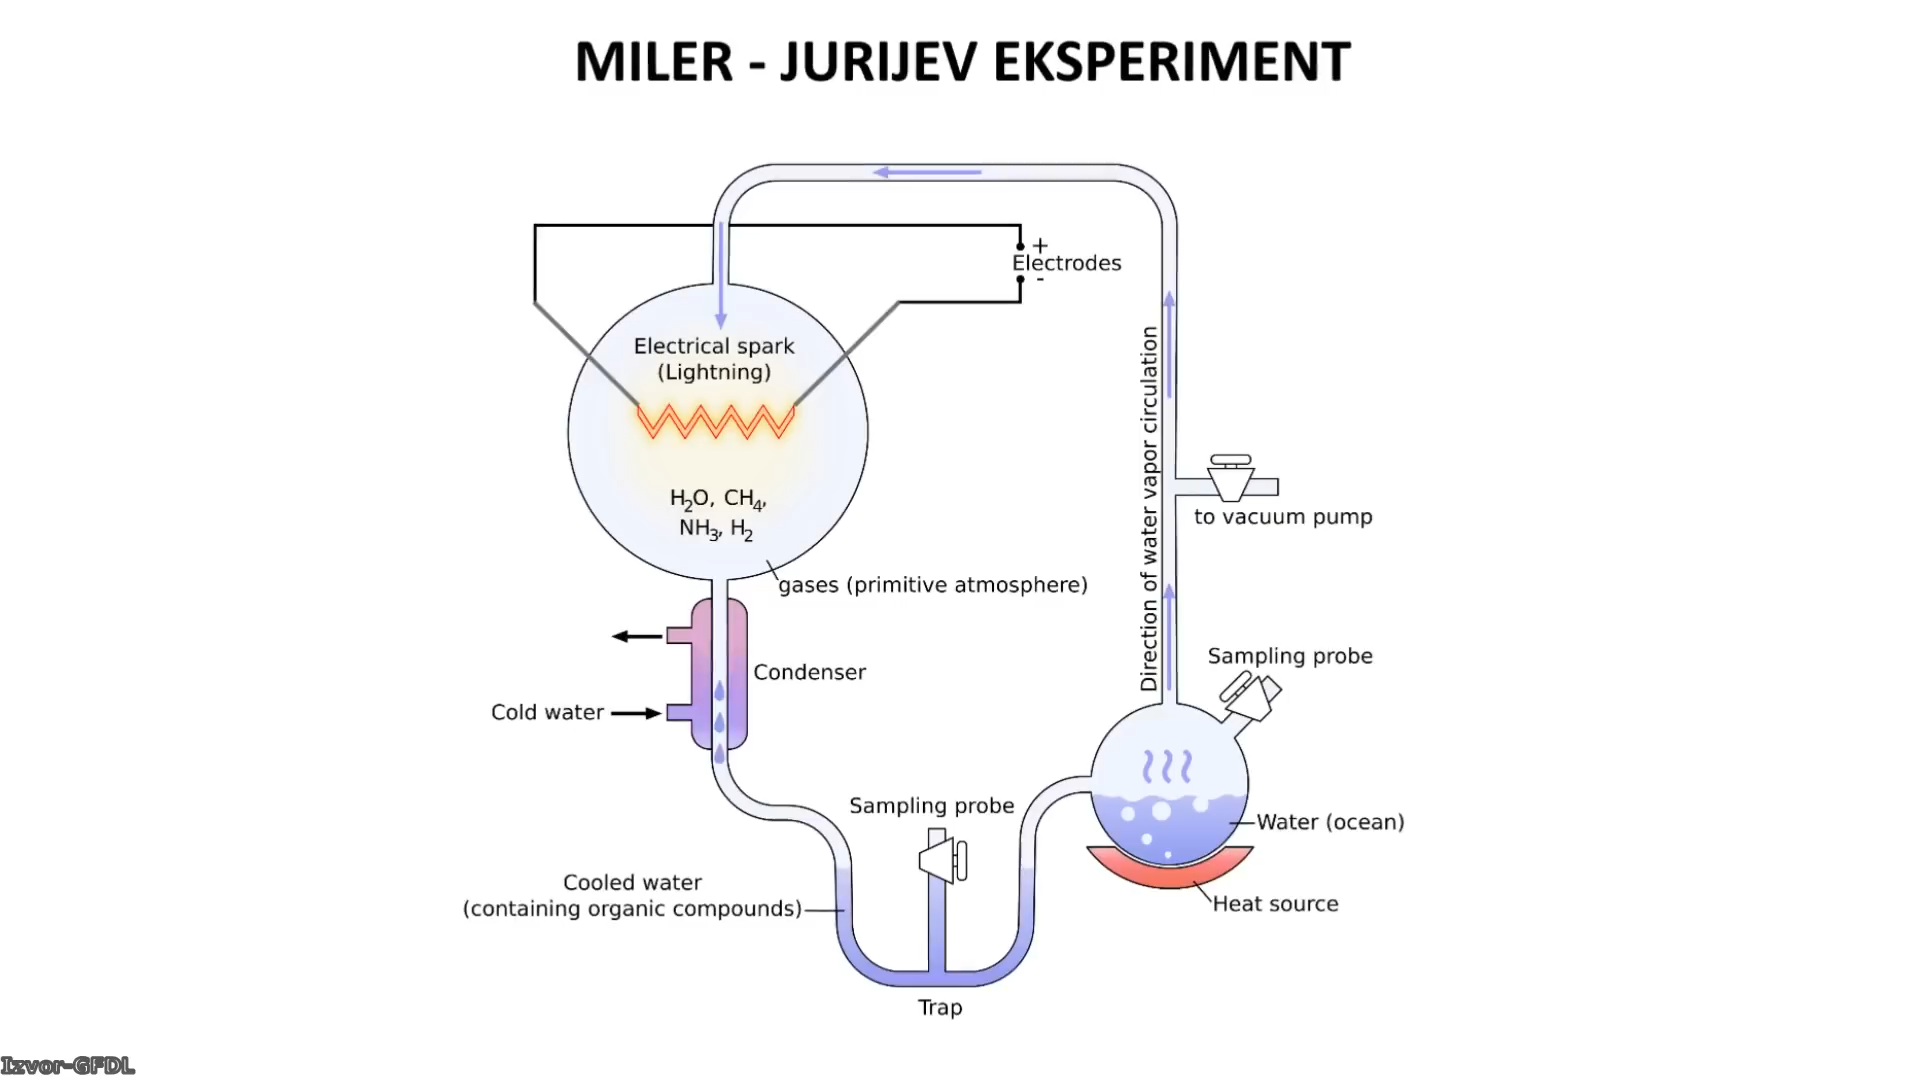 MILER - JURIJEV EKSPERIMENT
+
Electrodes
-
Electrical spark
(Lightning)
H2O, CH4,
NH3, H2
gases (primitive atmosphere)
Direction of water vapor circulation
to vacuum pump
Condenser
Cold water
Sampling probe
Sampling probe
Water (ocean)
Cooled water
(containing organic compounds)
Heat source
Trap
Izvor-GFDL